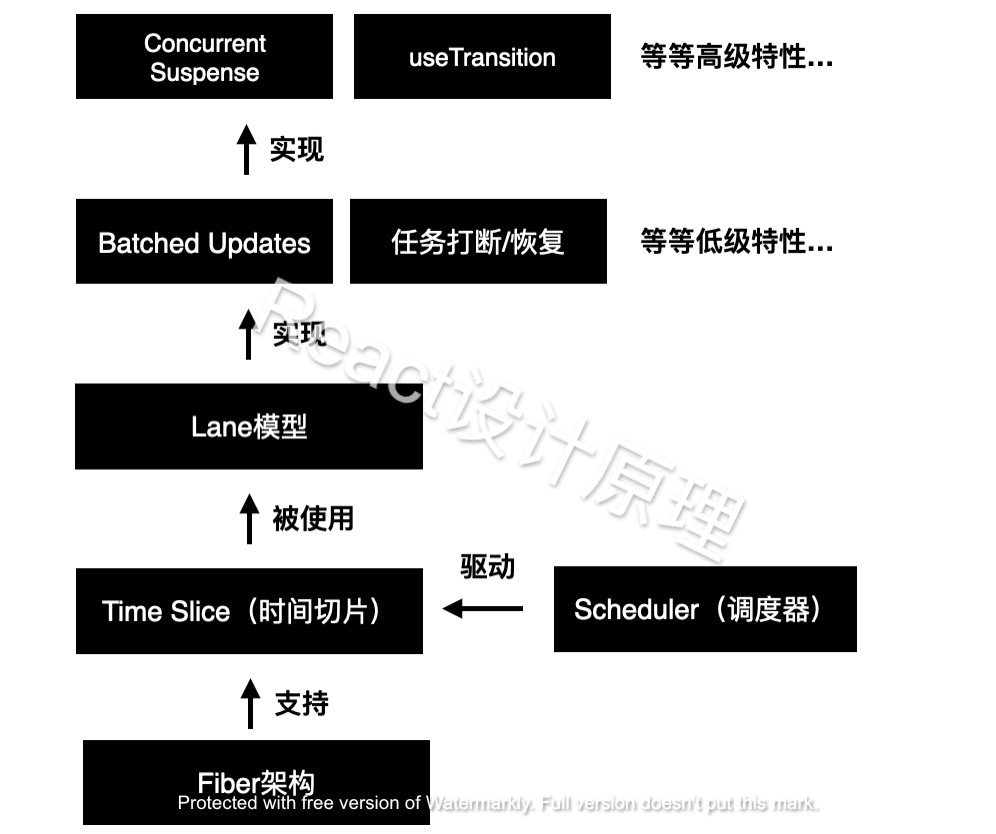 Concurrent
Suspense
useTransition
等等高级特性...
实现
Batched Updates
任务打断/恢复
等等低级特性...
实现
React设计原理
Lane模型
被使用
驱动
Time Slice（时间切片）
Scheduler（调度器）
支持
Fiber架构
Protected with free version of Watermarkly. Full version doesn't put this mark.